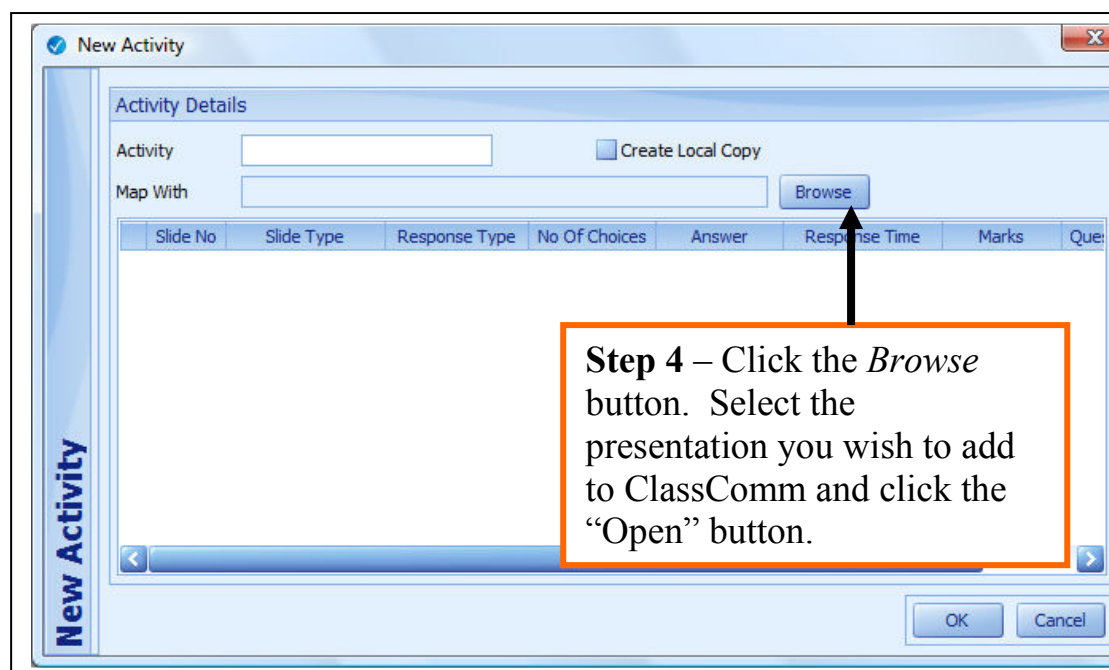 New Activity
Activity Details
Activity
Create Local Copy
Map With
Browse
Slide No Slide Type Response Type No Of Choices Answer Response Time Marks Ques
Step 4 – Click the Browse
button. Select the
presentation you wish to add
to ClassComm and click the
“Open” button.
New Activity
OK Cancel